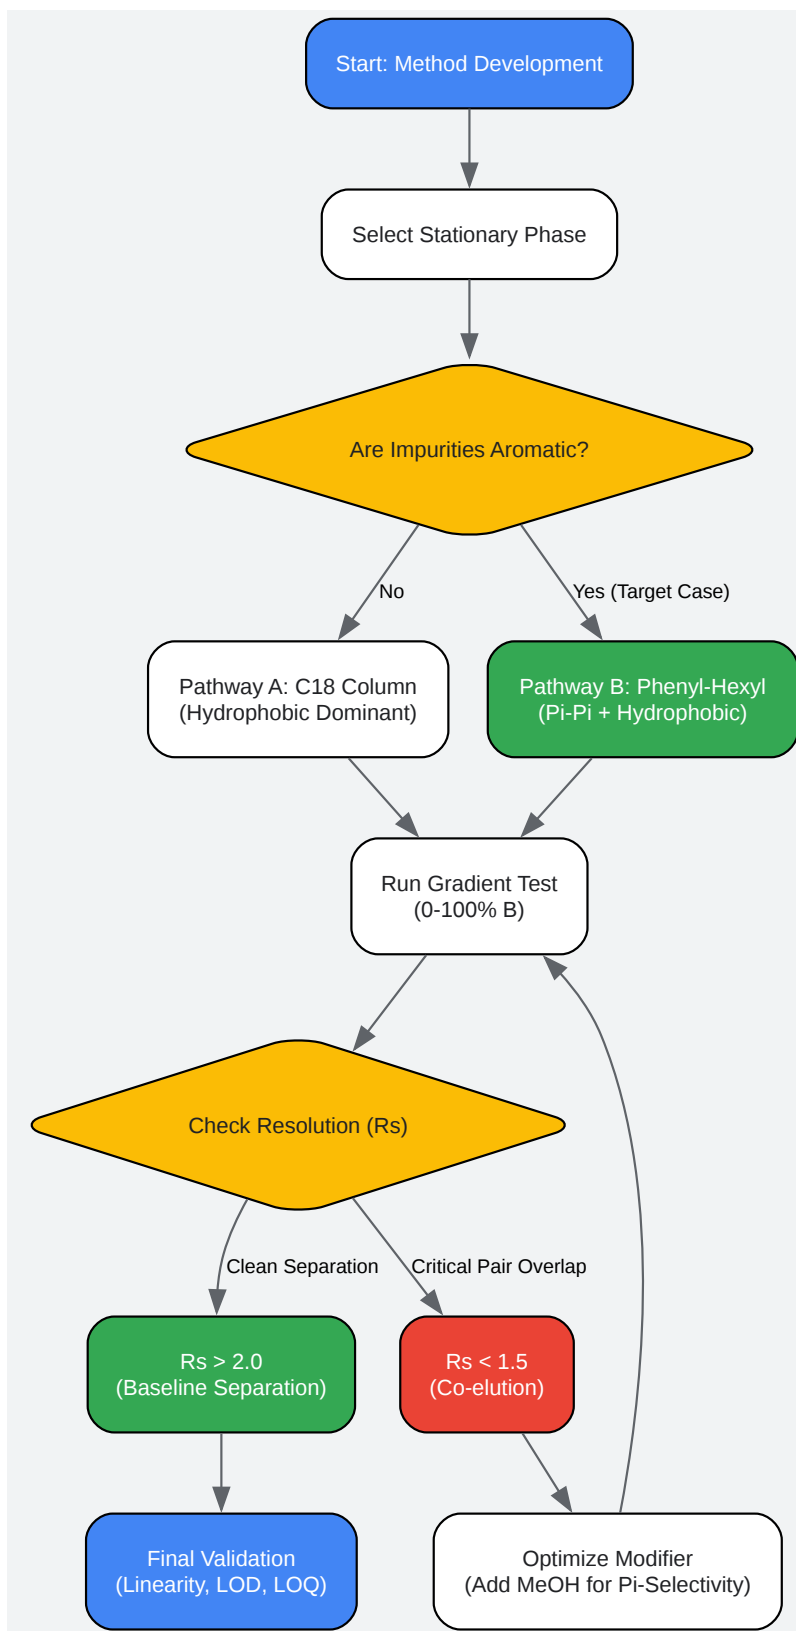 Start: Method Development
Select Stationary Phase
Are Impurities Aromatic?
No
Yes (Target Case)
Pathway A: C18 Column
(Hydrophobic Dominant)
Pathway B: Phenyl-Hexyl
(Pi-Pi + Hydrophobic)
Run Gradient Test
(0-100% B)
Check Resolution (Rs)
Clean Separation
Critical Pair Overlap
Rs > 2.0
(Baseline Separation)
Rs < 1.5
(Co-elution)
Final Validation
(Linearity, LOD, LOQ)
Optimize Modifier
(Add MeOH for Pi-Selectivity)